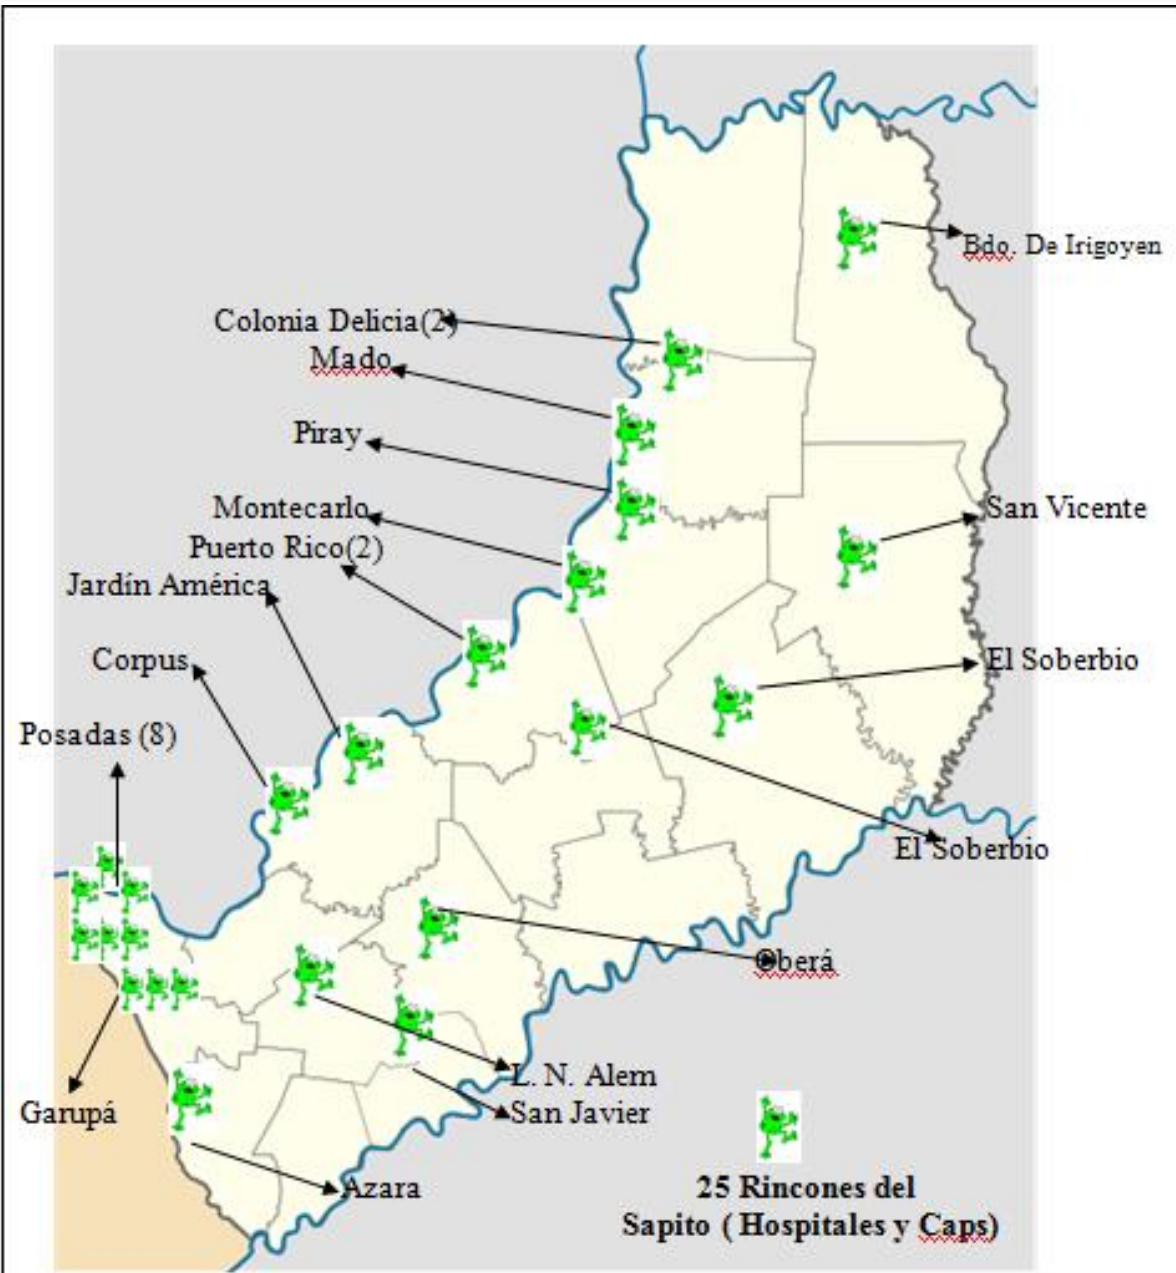 Bdo. De Irigoyen
Colonia Delicia(2)
Mado
Piray
Montecarlo
Puerto Rico(2)
Jardín América
Corpus
Posadas (8)
San Vicente
El Soberbio
El Soberbio
Oberá
L. N. Alem
San Javier
Garupá
Azara
25 Rincones del
Sapito ( Hospitales y Caps)